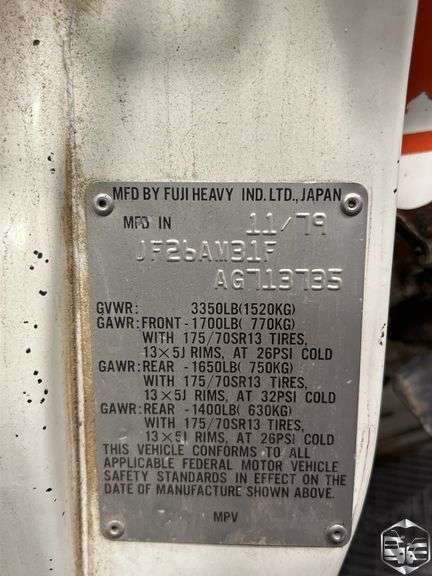 MFD BY FUJI HEAVY IND. LTD., JAPAN
MFD IN 11/79
JF2bAM31F
AG713735
GVWR: 3350LB(1520KG)
GAWR:FRONT-1700LB( 770KG)
WITH 175/70SR13 TIRES,
13×5J RIMS, AT 26PSI COLD
GAWR:REAR -1650LB( 750KG)
WITH 175/70SR13 TIRES,
13×5J RIMS, AT 32PSI COLD
GAWR:REAR -1400LB( 630KG)
WITH 175/70SR13 TIRES,
13×5J RIMS, AT 26PSI COLD
THIS VEHICLE CONFORMS TO ALL
APPLICABLE FEDERAL MOTOR VEHICLE
SAFETY STANDARDS IN EFFECT ON THE
DATE OF MANUFACTURE SHOWN ABOVE.
MPV